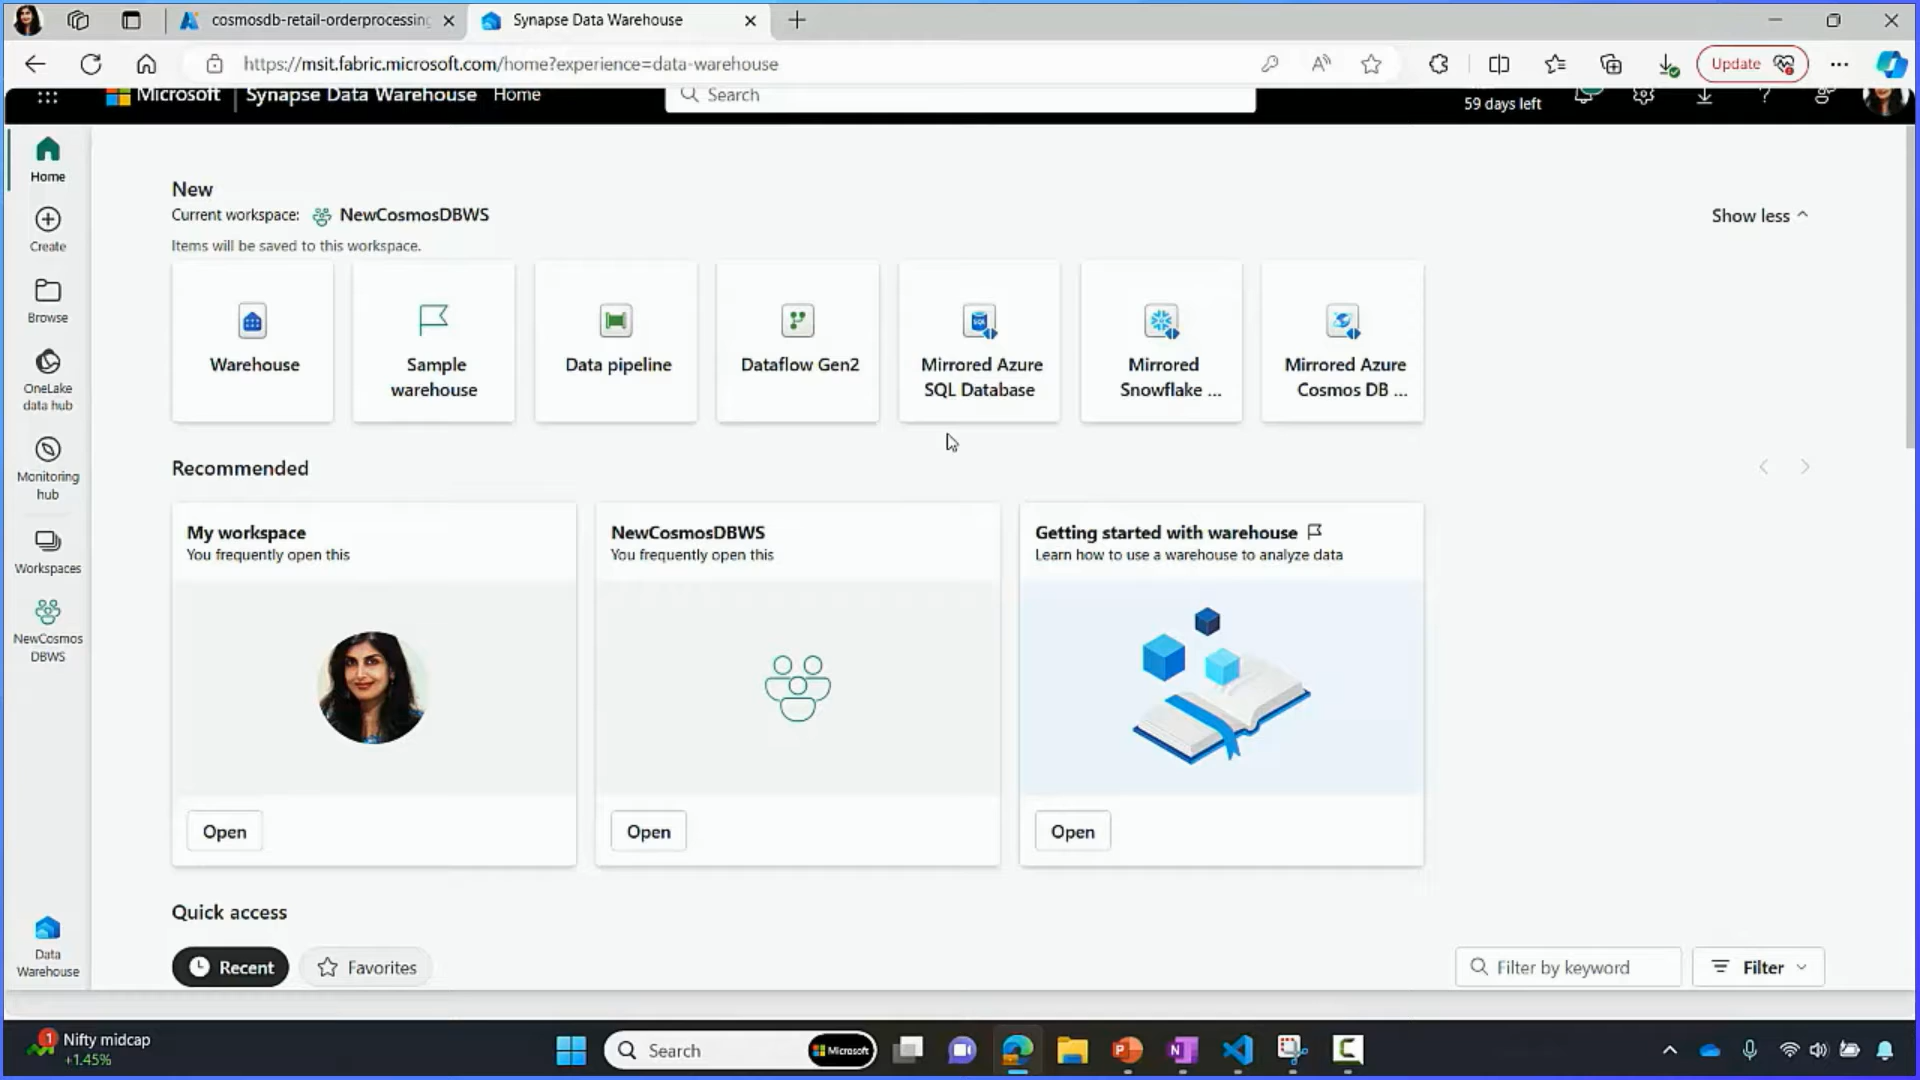 cosmosdb-retail-orderprocessing
Synapse Data Warehouse
https://msit.fabric.microsoft.com/home?experience=data-warehouse
Update
Microsoft
Synapse Data Warehouse
Home
Search
59 days left
Home
Create
Browse
OneLake
data hub
Monitoring
hub
Workspaces
NewCosmos
DBWS
Data
Warehouse
New
Current workspace: NewCosmosDBWS
Items will be saved to this workspace.
Show less
Warehouse
Sample
warehouse
Data pipeline
Dataflow Gen2
Mirrored Azure
SQL Database
Mirrored
Snowflake ...
Mirrored Azure
Cosmos DB ...
Recommended
My workspace
You frequently open this
Open
NewCosmosDBWS
You frequently open this
Open
Getting started with warehouse
Learn how to use a warehouse to analyze data
Open
Quick access
Recent
Favorites
Filter by keyword
Filter
1
Nifty midcap
+1.45%
Search
Microsoft